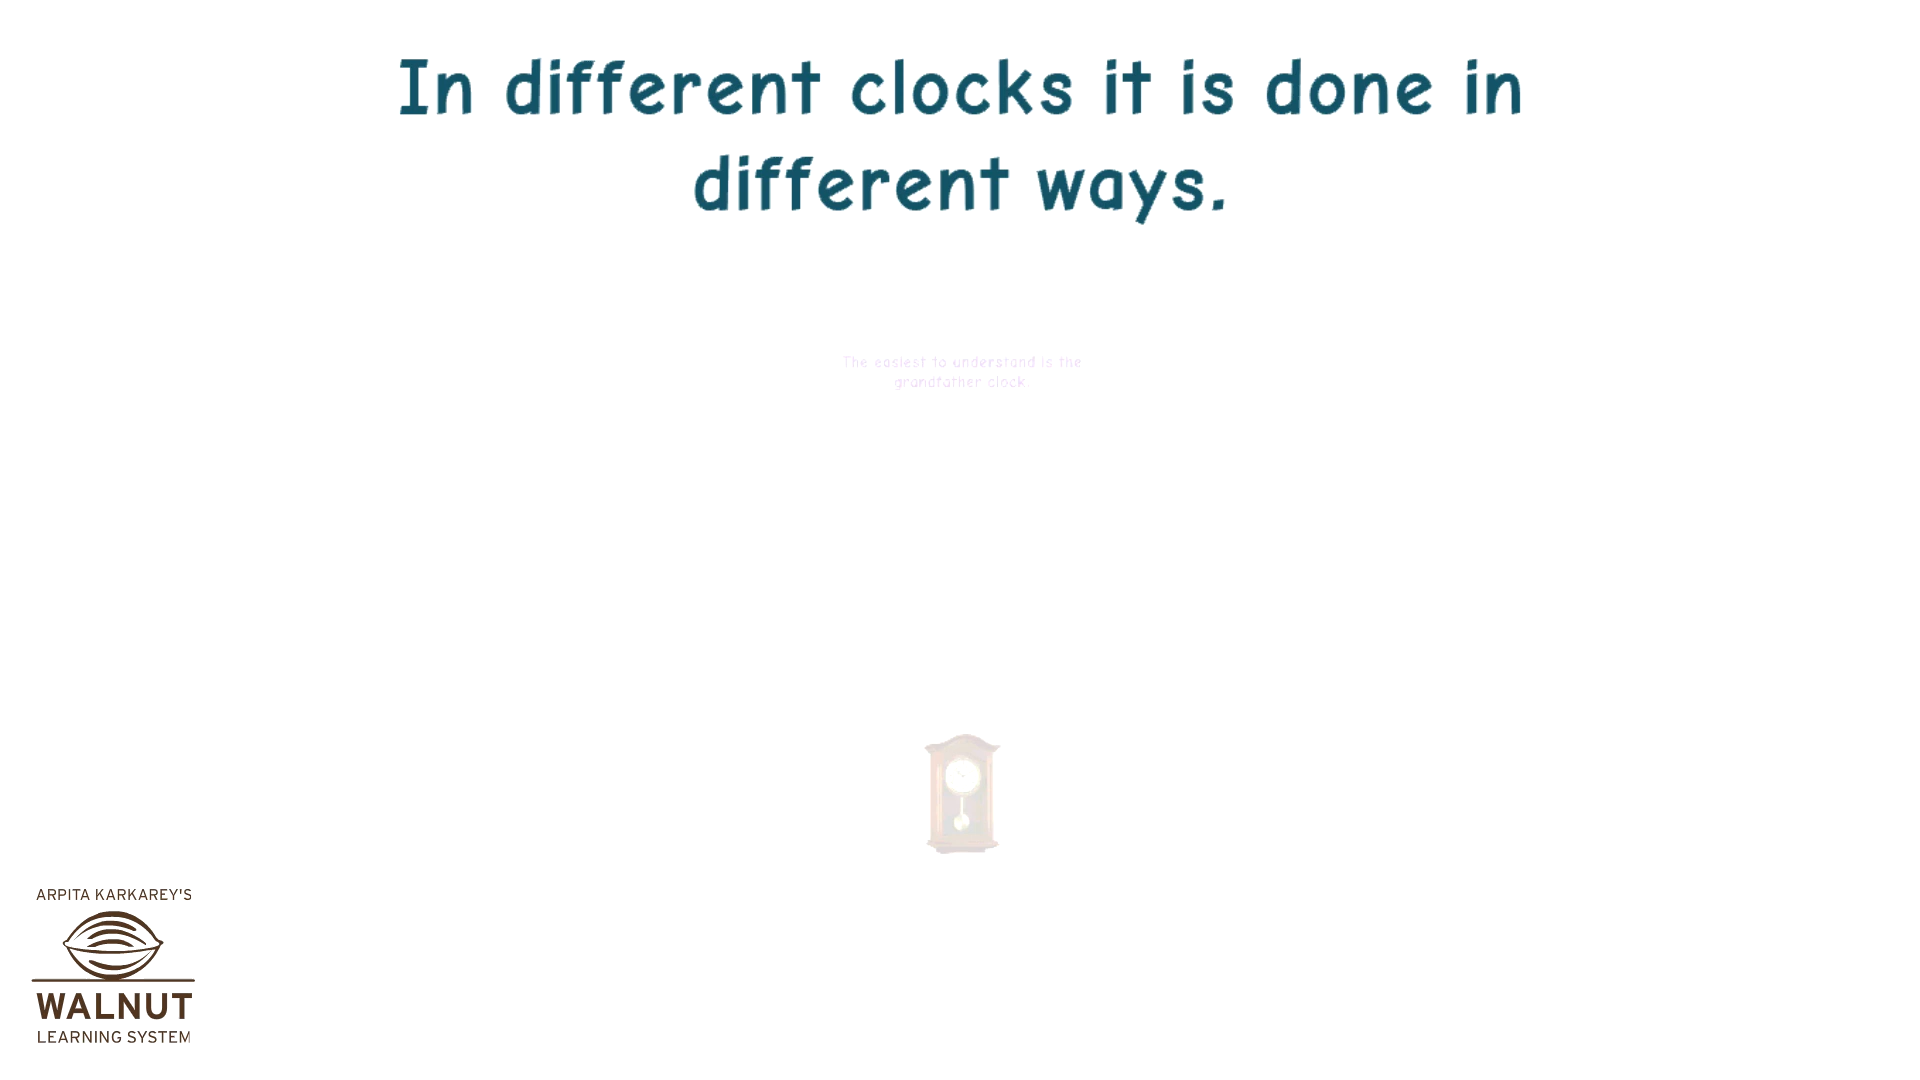 In different clocks it is done in
different ways.
The easiest to understand is the
grandfather clock.
ARPITA KARKAREY'S
WALNUT
LEARNING SYSTEM